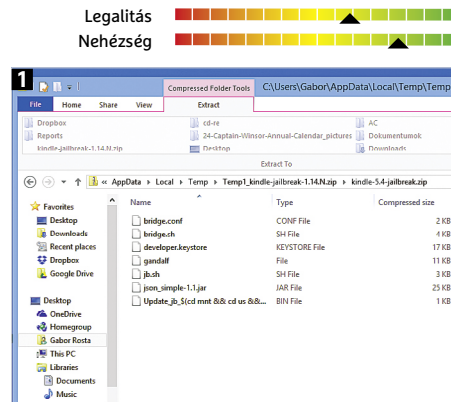 Legalitás
Nehézség
1
Compressed Folder Tools C:\Users\Gabor\AppData\Local\Temp\Temp
File Home Share View Extract
Dropbox cd-re AC
Reports 24-Captain-Winsor-Annual-Calendar_pictures Dokumentumok
kindle-jailbreak-1.14.N.zip Desktop Downloads
Extract To
« AppData Local Temp Temp1_kindle-jailbreak-1.14.N.zip kindle-5.4-jailbreak.zip
Name Type Compressed size
Favorites
Desktop
Downloads
Recent places
Dropbox
Google Drive
Desktop
OneDrive
Homegroup
Gabor Rosta
This PC
Libraries
Documents
Music
bridge.conf CONF File 2 KB
bridge.sh SH File 4 KB
developer.keystore KEYSTORE File 17 KB
gandalf File 11 KB
jb.sh SH File 3 KB
json_simple-1.1.jar JAR File 25 KB
Update_jb_$(cd mnt && cd us &&... BIN File 1 KB